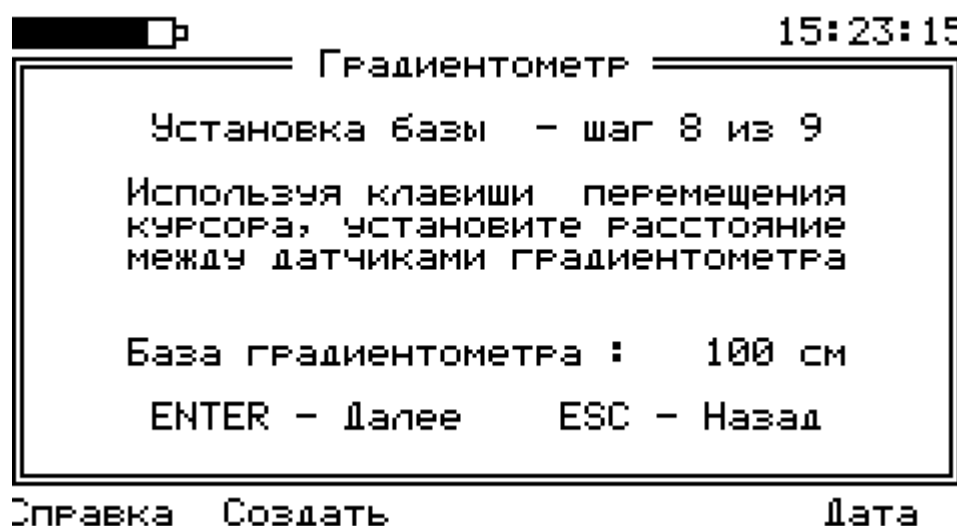 15:23:15
Градиентометр
Установка базы - шаг 8 из 9
Используя клавиши перемещения
курсора, установите расстояние
между датчиками градиентометра
База градиентометра : 100 см
ENTER - Далее ESC - Назад
Справка Создать Дата